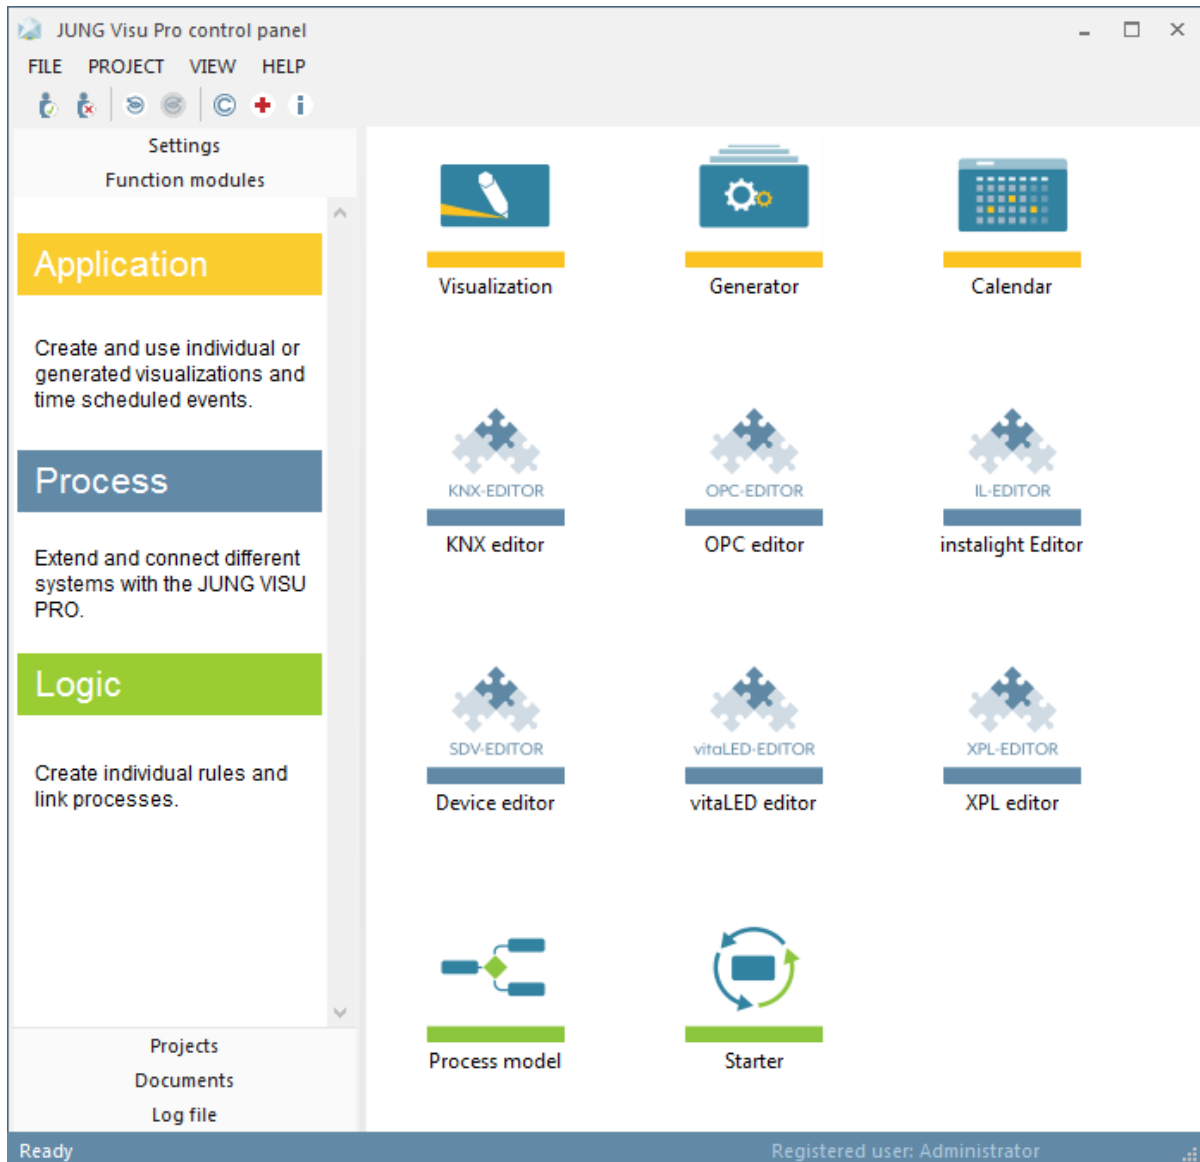 JUNG Visu Pro control panel
FILE PROJECT VIEW HELP
Settings
Function modules
Application
Create and use individual or
generated visualizations and
time scheduled events.
Process
Extend and connect different
systems with the JUNG VISU
PRO.
Logic
Create individual rules and
link processes.
Projects
Documents
Log file
Visualization
Generator
Calendar
KNX-EDITOR
OPC-EDITOR
IL-EDITOR
KNX editor
OPC editor
instalight Editor
SDV-EDITOR
vitaLED-EDITOR
XPL-EDITOR
Device editor
vitaLED editor
XPL editor
Process model
Starter
Ready
Registered user: Administrator